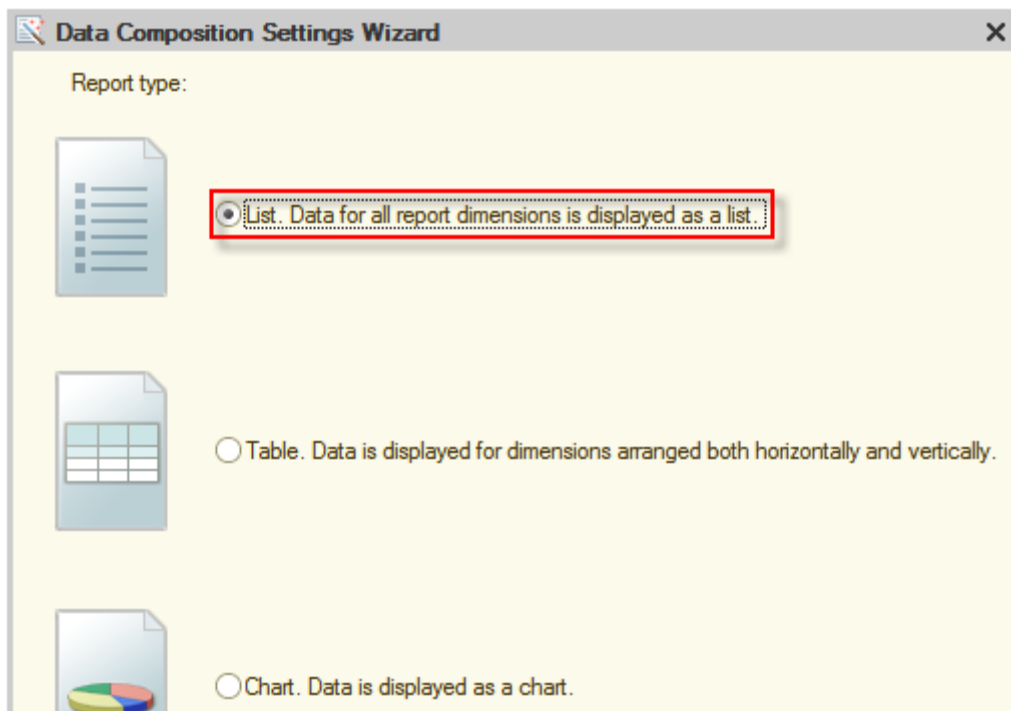 Data Composition Settings Wizard
Report type:
List. Data for all report dimensions is displayed as a list.
Table. Data is displayed for dimensions arranged both horizontally and vertically.
Chart. Data is displayed as a chart.